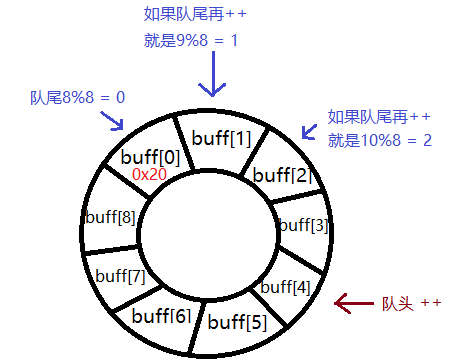 如果队尾再++
就是9%8 = 1
队尾8%8 = 0
如果队尾再++
就是10%8 = 2
buff[0]
0x20
buff[1]
buff[2]
buff[3]
buff[4]
buff[5]
buff[6]
buff[7]
buff[8]
队头 ++